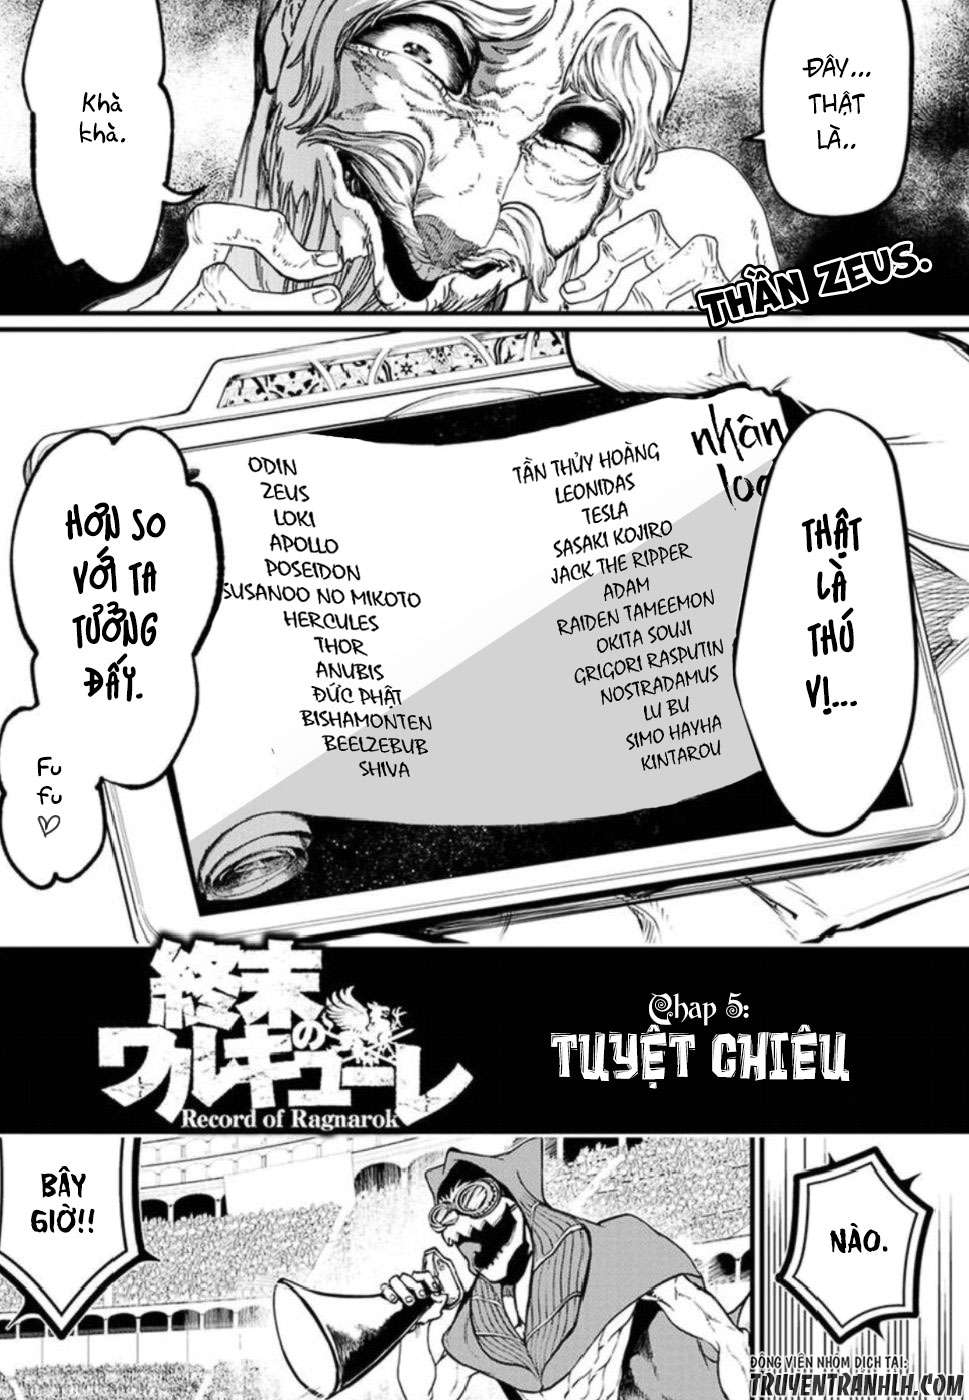 ĐÂY...
THẬT
LÀ..
Khà
khà.
THẦN ZEUS.
THẬT
LÀ
THÚ
VỊ...
nhân
TẦN THỦY HOÀNG
LEONIDAS
TESLA
SASAKI KOJIRO
JACK THE RIPPER
ADAM
RAIDEN TAMEEMON
OKITA SOUJI
GRIGORI RASPUTIN
NOSTRADAMUS
LU BU
SIMO HAYHA
KINTAROU
ODIN
ZEUS
LOKI
APOLLO
POSEIDON
SUSANOO NO MIKOTO
HERCULES
THOR
ANUBIS
ĐỨC PHẬT
BISHAMONTEN
BEELZEBUB
SHIVA
HƠN SO
VỚI TA
TƯỞNG
ĐẤY.
Fu
fu
♡
終末の
ワルキューレ
Record of Ragnarok
Chap 5:
TUYỆT CHIÊU
NÀO.
BÂY
GIỜ!!
ĐỘNG VIÊN NHÓM DỊCH TẠI:
TRUYENTRANHLH.COM